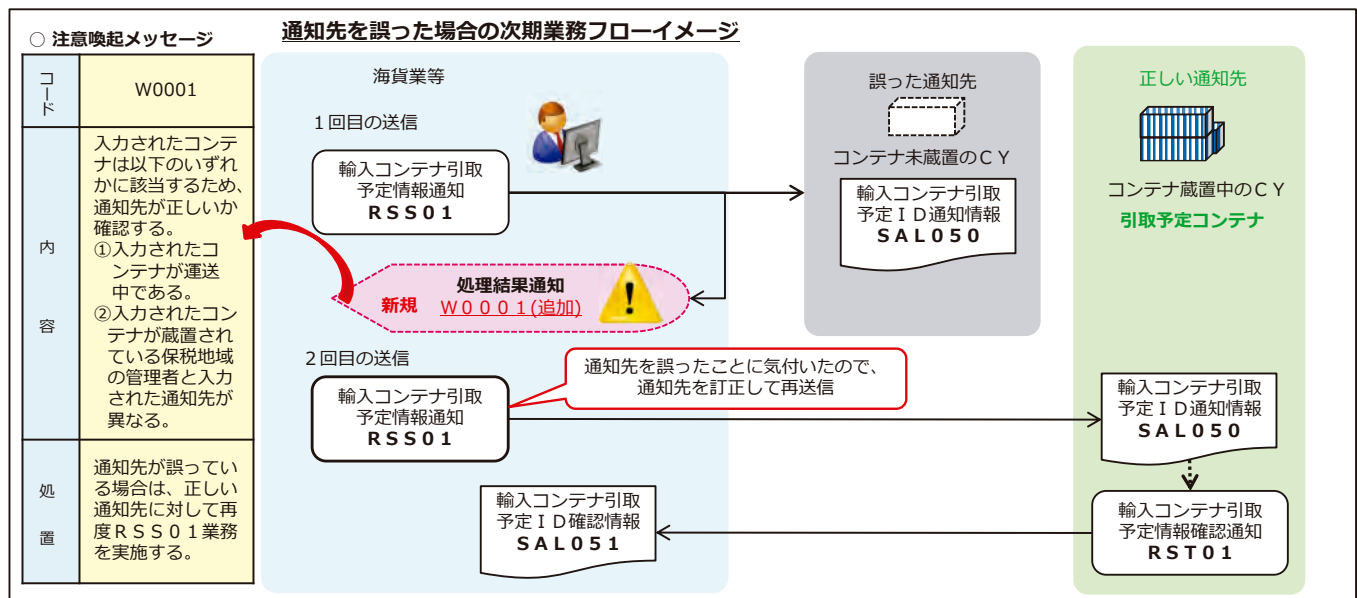 通知先を誤った場合の次期業務フローイメージ
○ 注意喚起メッセージ
コード
W0001
内容
入力されたコンテ
ナは以下のいずれ
かに該当するため、
通知先が正しいか
確認する。
①入力されたコ
ンテナが運送
中である。
②入力されたコン
テナが蔵置され
ている保税地域
の管理者と入力
された通知先が
異なる。
処置
通知先が誤ってい
る場合は、正しい
通知先に対して再
度RSS01業務
を実施する。
海貨業等
1回目の送信
輸入コンテナ引取
予定情報通知
RSS01
新規
処理結果通知
W0001(追加)
2回目の送信
輸入コンテナ引取
予定情報通知
RSS01
通知先を誤ったことに気付いたので、
通知先を訂正して再送信
輸入コンテナ引取
予定ID確認情報
SAL051
誤った通知先
コンテナ未蔵置のCY
輸入コンテナ引取
予定ID通知情報
SAL050
正しい通知先
コンテナ蔵置中のCY
引取予定コンテナ
輸入コンテナ引取
予定ID通知情報
SAL050
輸入コンテナ引取
予定情報確認通知
RST01